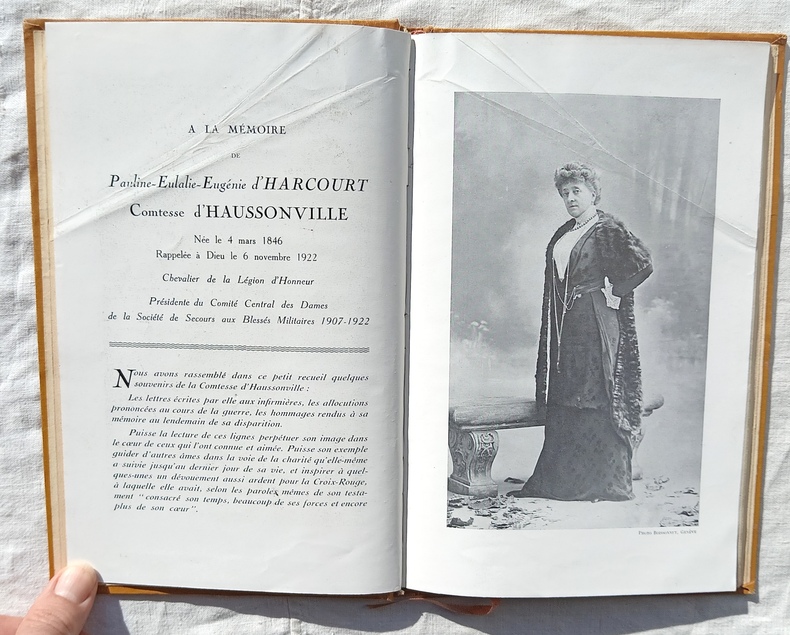 A LA MÉMOIRE
DE
Pauline-Eulalie-Eugénie d'HARCOURT
Comtesse d'HAUSSONVILLE
Née le 4 mars 1846
Rappelée à Dieu le 6 novembre 1922
Chevalier de la Légion d'Honneur
Présidente du Comité Central des Dames
de la Société de Secours aux Blessés Militaires 1907-1922
Nous avons rassemblé dans ce petit recueil quelques
souvenirs de la Comtesse d'Haussonville :
Les lettres écrites par elle aux infirmières, les allocutions
prononcées au cours de la guerre, les hommages rendus à sa
mémoire au lendemain de sa disparition.
Puisse la lecture de ces lignes perpétuer son image dans
le cœur de ceux qui l'ont connue et aimée. Puisse son exemple
guider d'autres âmes dans la voie de la charité qu'elle-même
a suivie jusqu'au dernier jour de sa vie, et inspirer à quel-
ques-unes un dévouement aussi ardent pour la Croix-Rouge,
à laquelle elle avait, selon les paroles mêmes de son testa-
ment "consacré son temps, beaucoup de ses forces et encore
plus de son cœur".